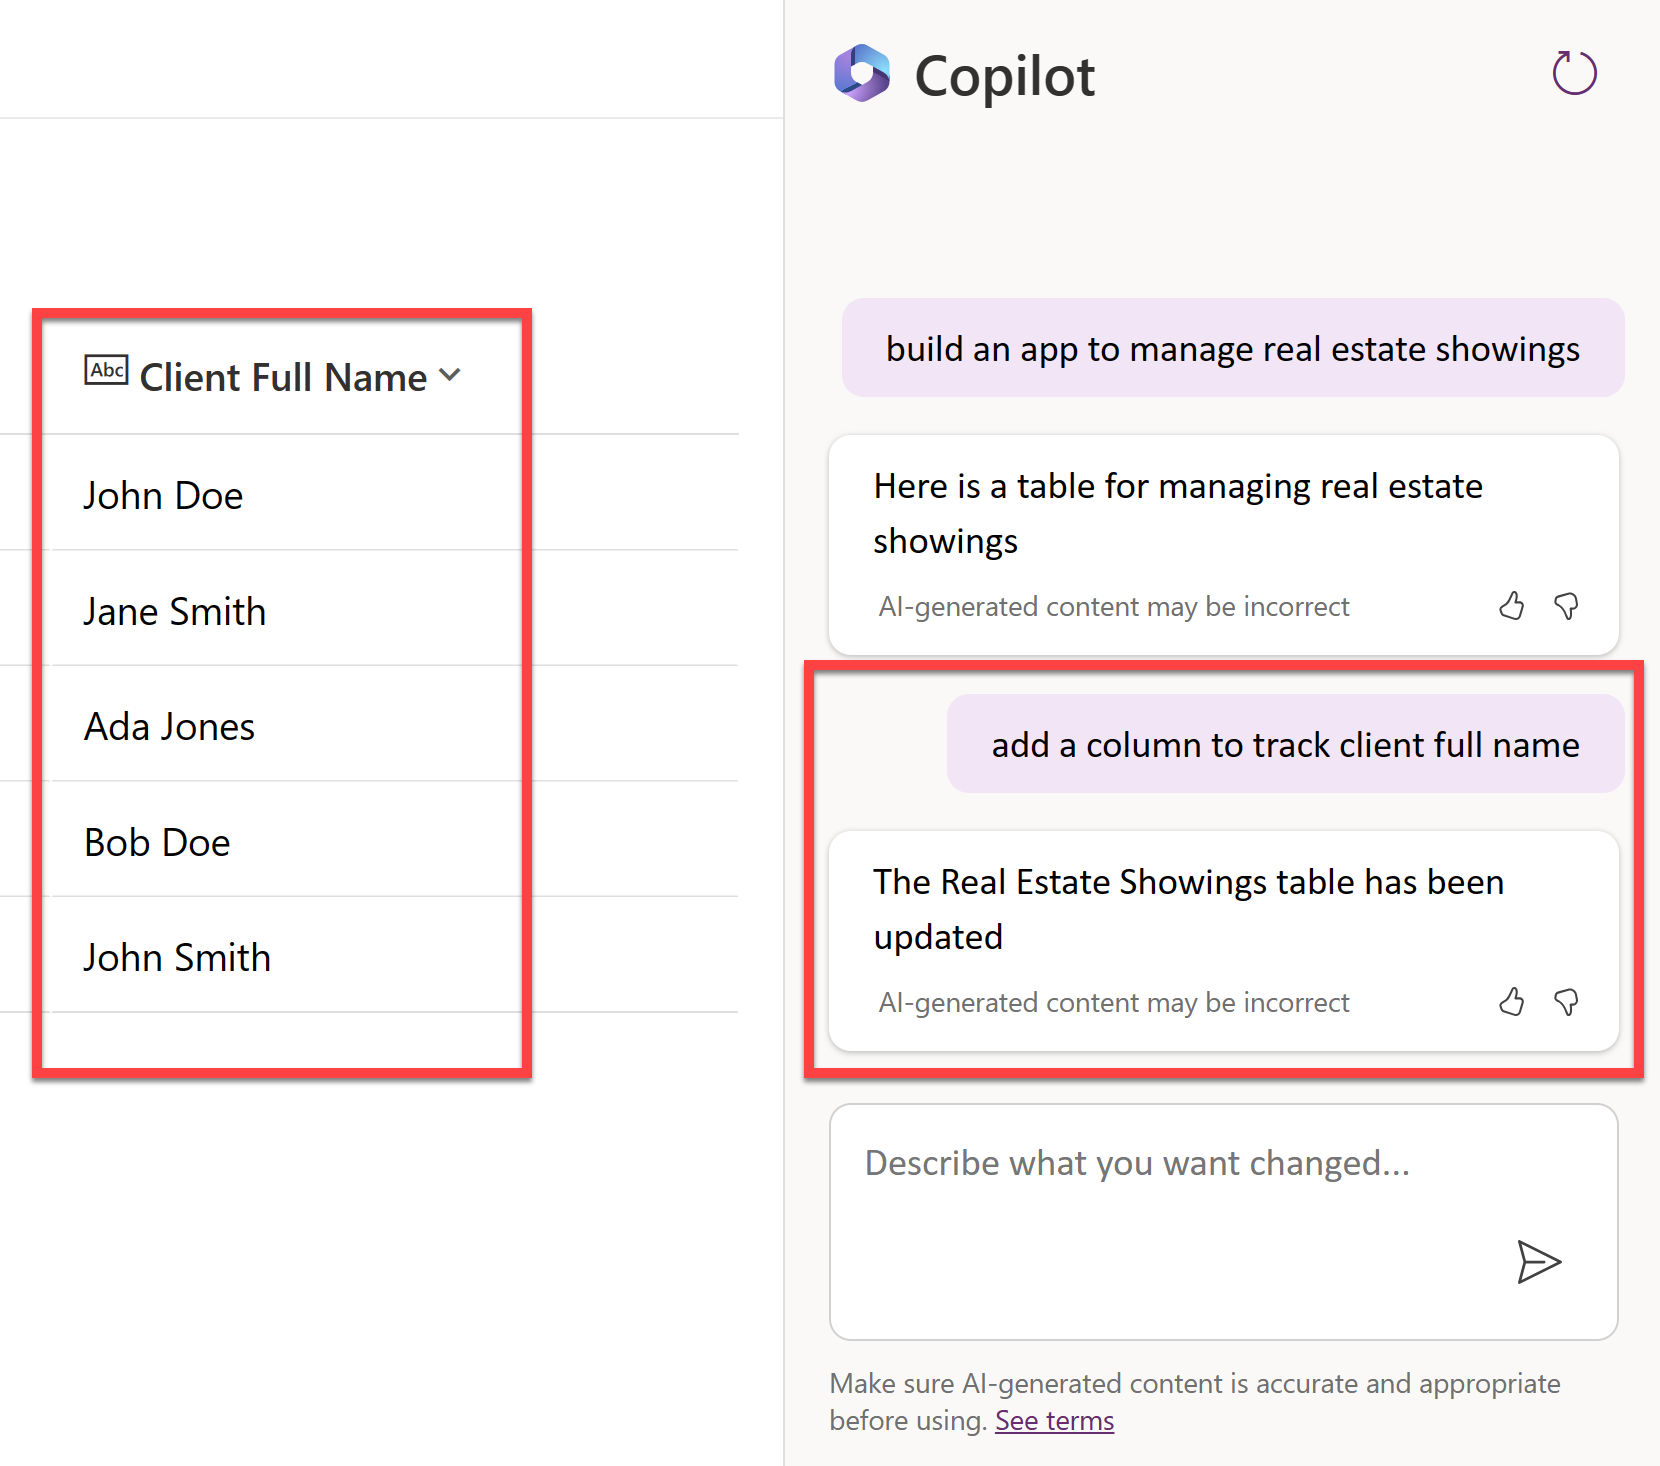 Abc Client Full Name
John Doe
Jane Smith
Ada Jones
Bob Doe
John Smith
Copilot
build an app to manage real estate showings
Here is a table for managing real estate
showings
AI-generated content may be incorrect
add a column to track client full name
The Real Estate Showings table has been
updated
AI-generated content may be incorrect
Describe what you want changed...
Make sure AI-generated content is accurate and appropriate
before using. See terms